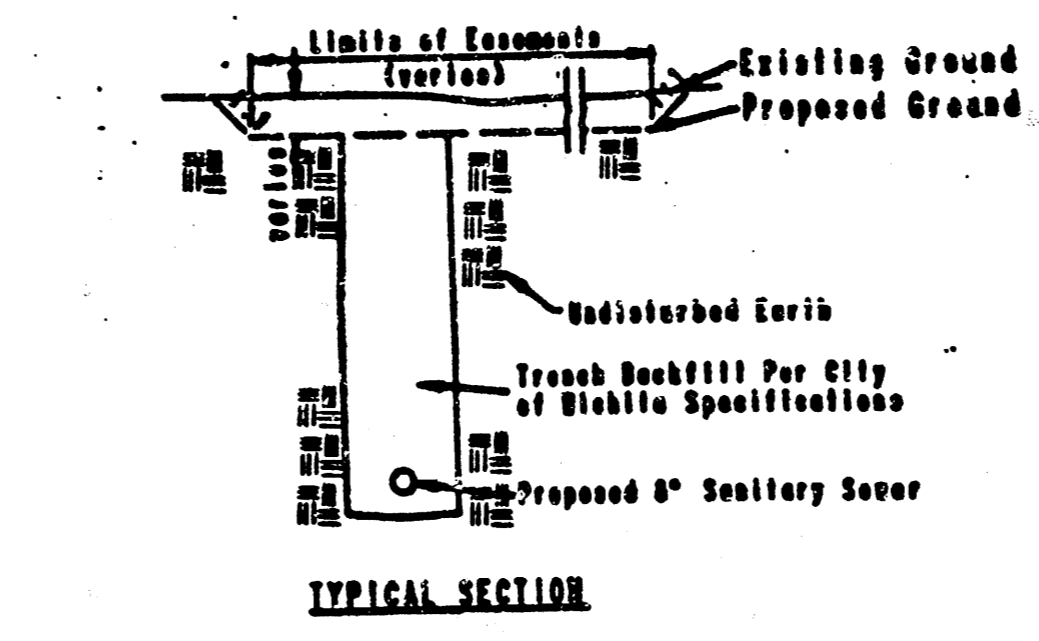 Limits of Easements
(varies)
Existing Ground
Proposed Ground
varies
Undisturbed Earth
Trench Backfill Per City
of Wichita Specifications
Proposed 8" Sanitary Sewer
TYPICAL SECTION